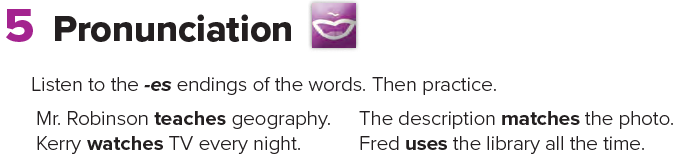 5 Pronunciation
Listen to the -es endings of the words. Then practice.
Mr. Robinson teaches geography.
Kerry watches TV every night.
The description matches the photo.
Fred uses the library all the time.